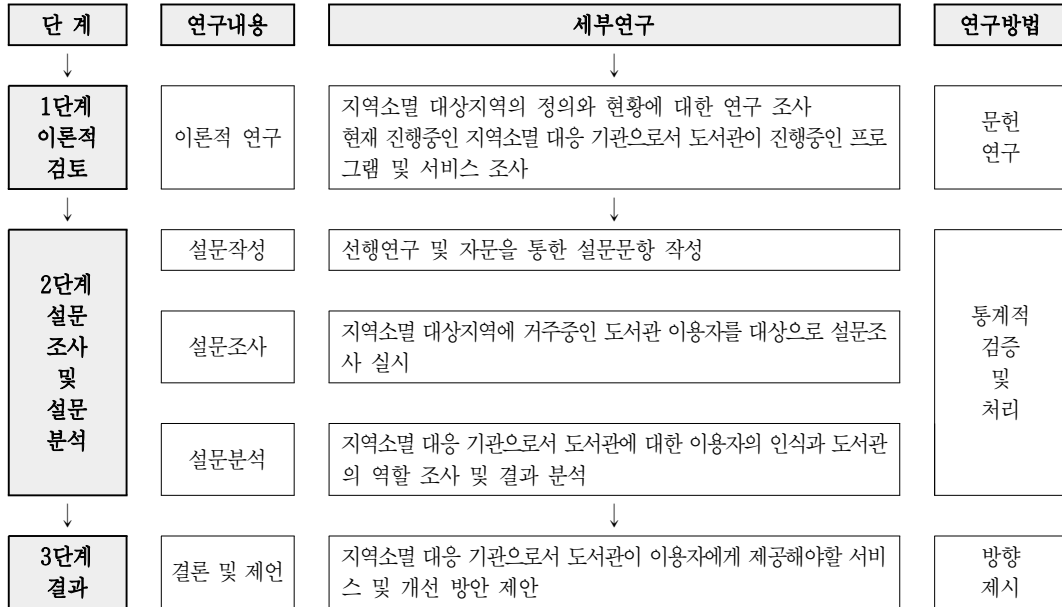 단 계
연구내용
세부연구
연구방법
↓
↓
1단계
이론적
검토
이론적 연구
지역소멸 대상지역의 정의와 현황에 대한 연구 조사
현재 진행중인 지역소멸 대응 기관으로서 도서관이 진행중인 프로
그램 및 서비스 조사
문헌
연구
↓
↓
2단계
설문
조사
및
설문
분석
설문작성
선행연구 및 자문을 통한 설문문항 작성
설문조사
지역소멸 대상지역에 거주중인 도서관 이용자를 대상으로 설문조
사 실시
설문분석
지역소멸 대응 기관으로서 도서관에 대한 이용자의 인식과 도서관
의 역할 조사 및 결과 분석
통계적
검증
및
처리
↓
↓
3단계
결과
결론 및 제언
지역소멸 대응 기관으로서 도서관이 이용자에게 제공해야할 서비
스 및 개선 방안 제안
방향
제시